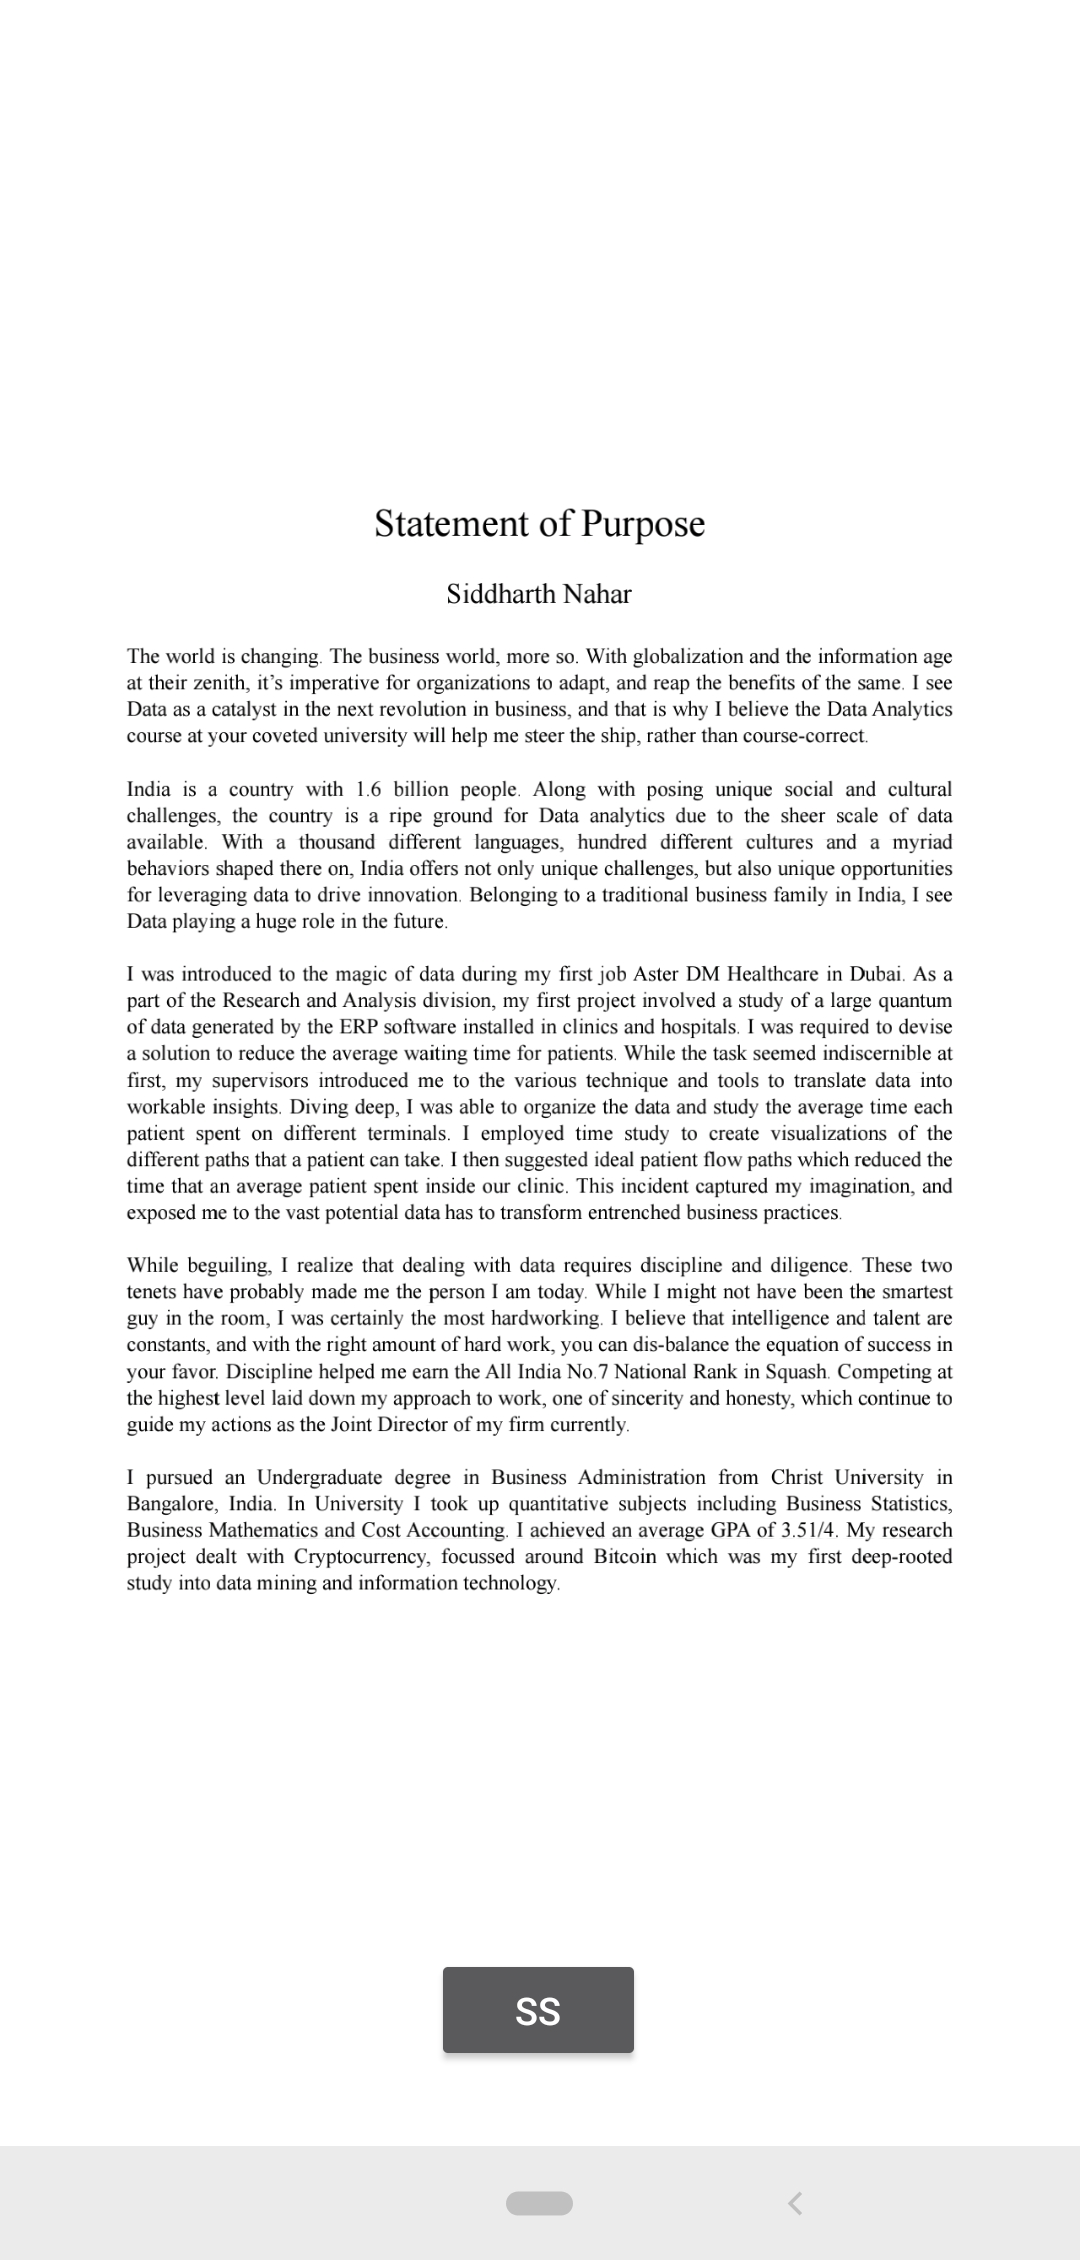 Statement of Purpose
Siddharth Nahar
The world is changing. The business world, more so. With globalization and the information age
at their zenith, it’s imperative for organizations to adapt, and reap the benefits of the same. I see
Data as a catalyst in the next revolution in business, and that is why I believe the Data Analytics
course at your coveted university will help me steer the ship, rather than course-correct.
India is a country with 1.6 billion people. Along with posing unique social and cultural
challenges, the country is a ripe ground for Data analytics due to the sheer scale of data
available. With a thousand different languages, hundred different cultures and a myriad
behaviors shaped there on, India offers not only unique challenges, but also unique opportunities
for leveraging data to drive innovation. Belonging to a traditional business family in India, I see
Data playing a huge role in the future.
I was introduced to the magic of data during my first job Aster DM Healthcare in Dubai. As a
part of the Research and Analysis division, my first project involved a study of a large quantum
of data generated by the ERP software installed in clinics and hospitals. I was required to devise
a solution to reduce the average waiting time for patients. While the task seemed indiscernible at
first, my supervisors introduced me to the various technique and tools to translate data into
workable insights. Diving deep, I was able to organize the data and study the average time each
patient spent on different terminals. I employed time study to create visualizations of the
different paths that a patient can take. I then suggested ideal patient flow paths which reduced the
time that an average patient spent inside our clinic. This incident captured my imagination, and
exposed me to the vast potential data has to transform entrenched business practices.
While beguiling, I realize that dealing with data requires discipline and diligence. These two
tenets have probably made me the person I am today. While I might not have been the smartest
guy in the room, I was certainly the most hardworking. I believe that intelligence and talent are
constants, and with the right amount of hard work, you can dis-balance the equation of success in
your favor. Discipline helped me earn the All India No.7 National Rank in Squash. Competing at
the highest level laid down my approach to work, one of sincerity and honesty, which continue to
guide my actions as the Joint Director of my firm currently.
I pursued an Undergraduate degree in Business Administration from Christ University in
Bangalore, India. In University I took up quantitative subjects including Business Statistics,
Business Mathematics and Cost Accounting. I achieved an average GPA of 3.51/4. My research
project dealt with Cryptocurrency, focussed around Bitcoin which was my first deep-rooted
study into data mining and information technology.
SS